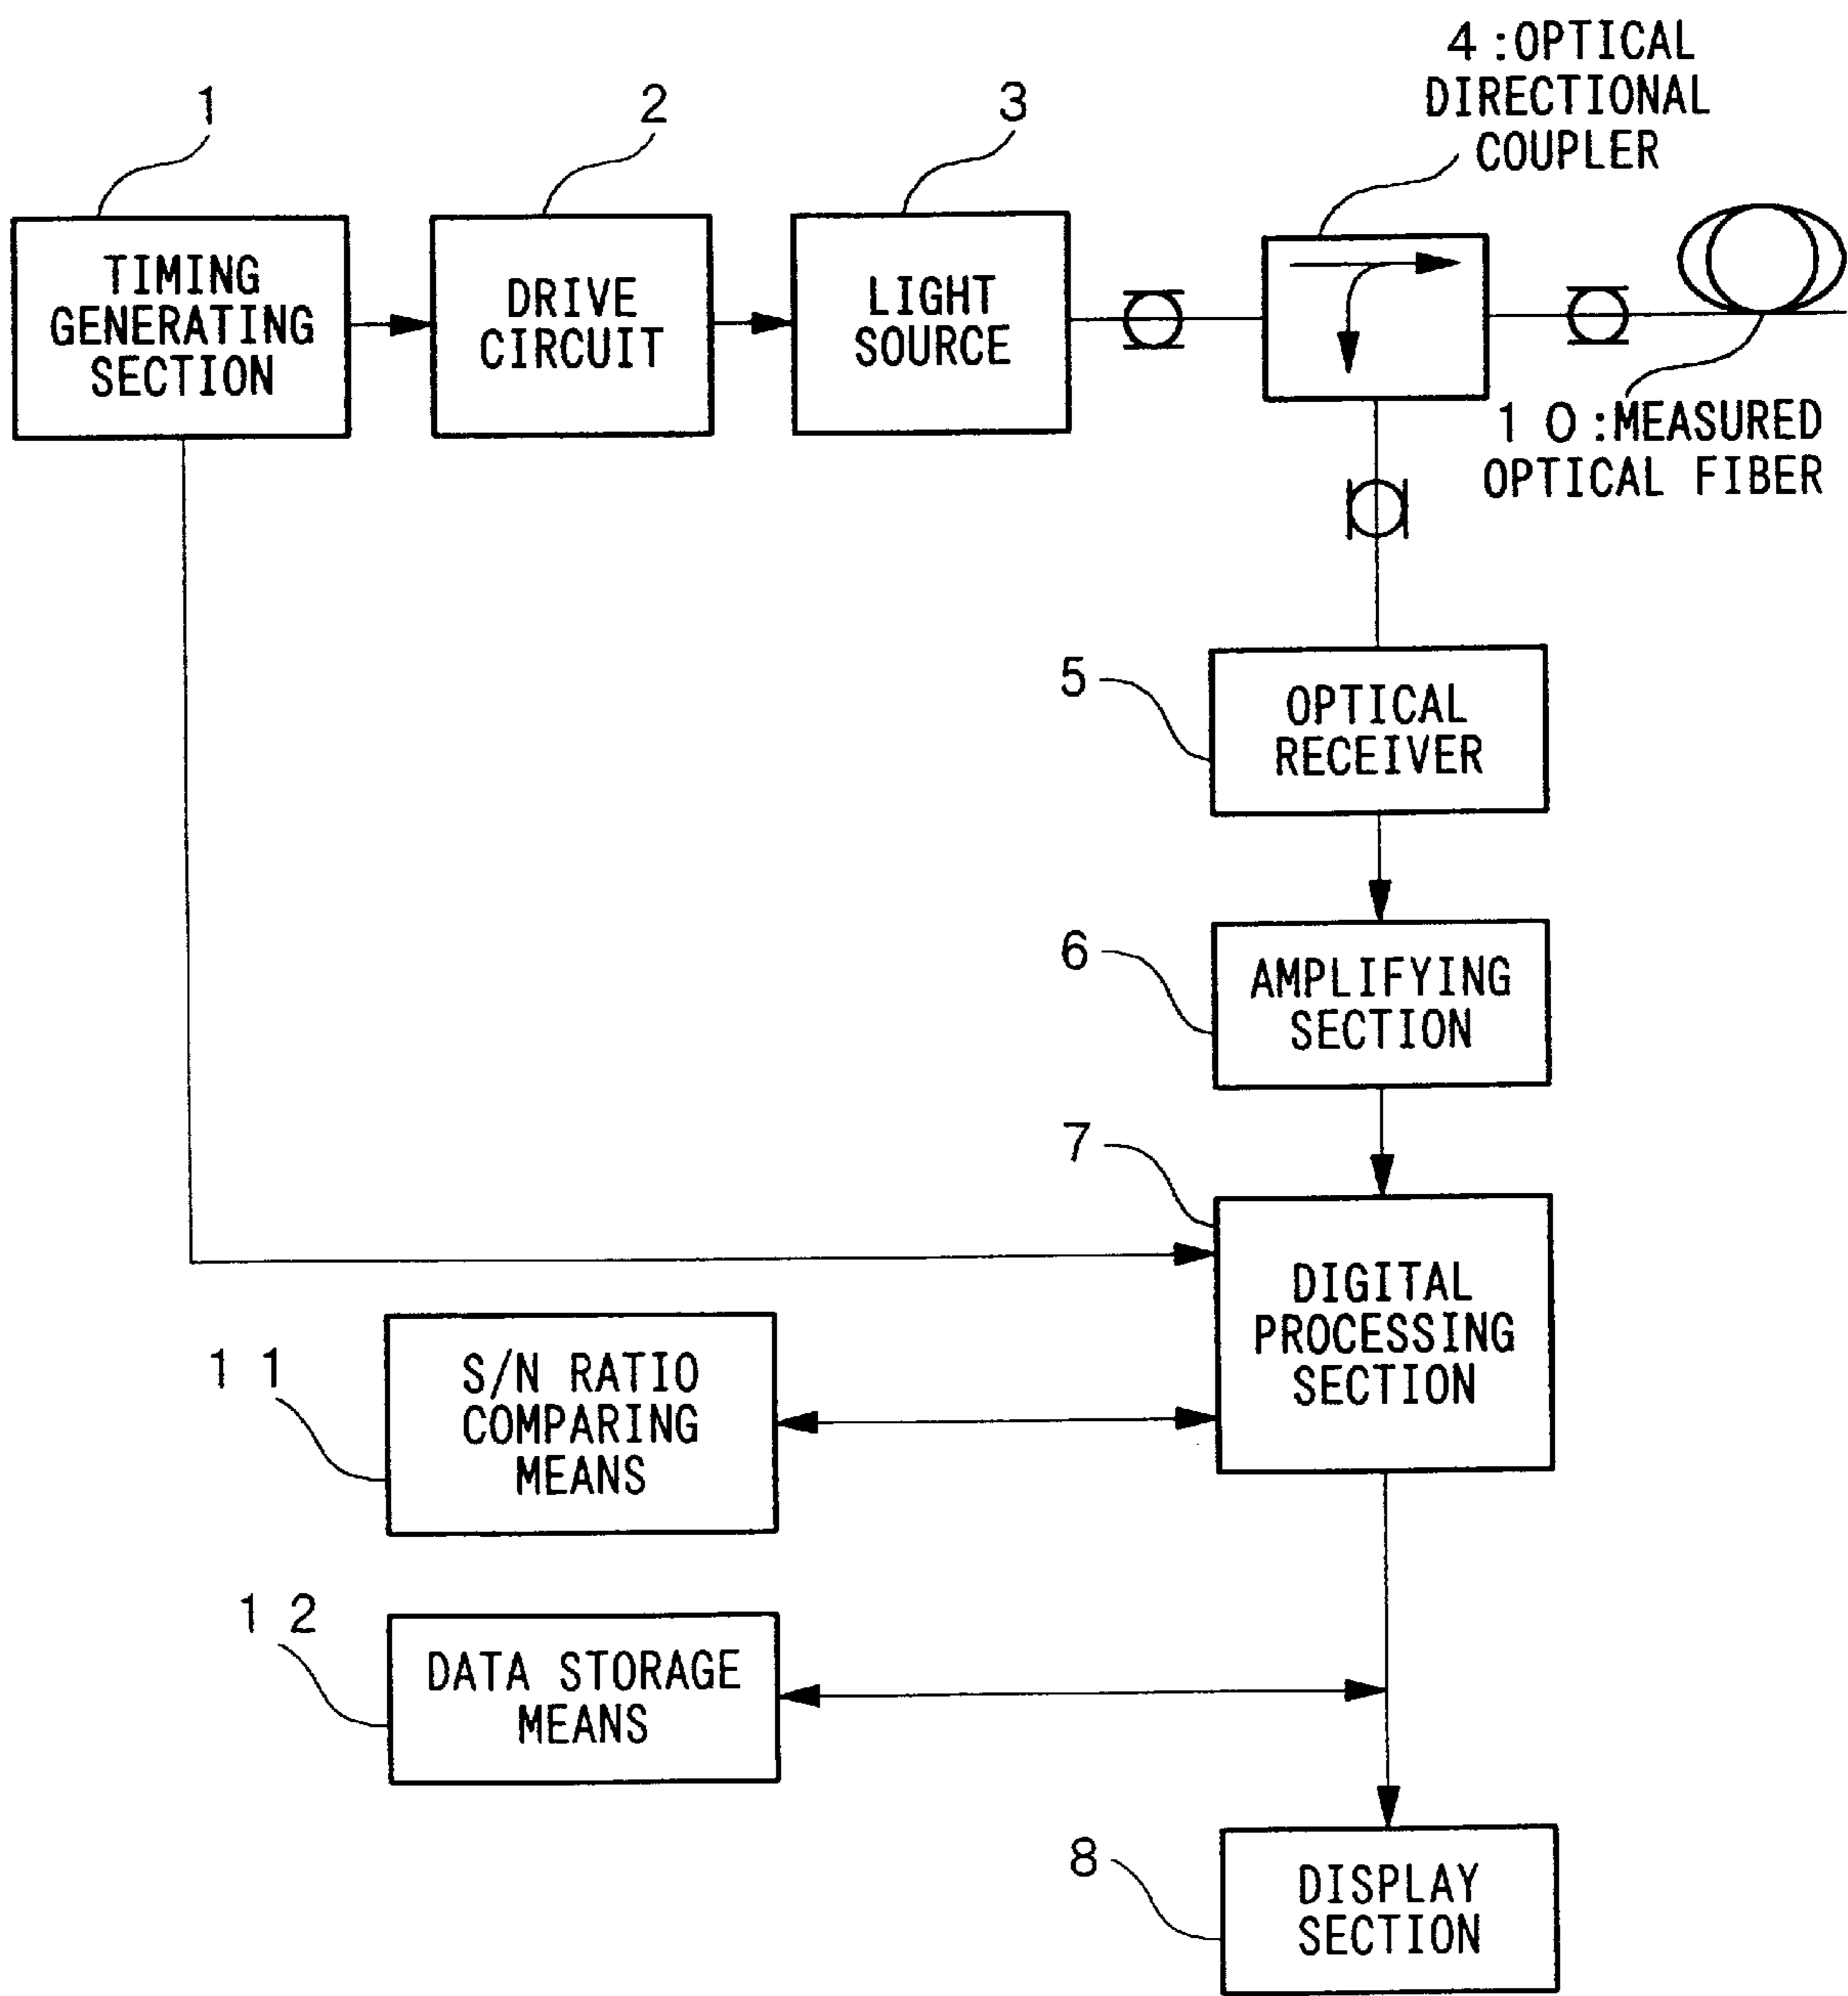 4 :OPTICAL
DIRECTIONAL
COUPLER
1
2
3
TIMING
GENERATING
SECTION
DRIVE
CIRCUIT
LIGHT
SOURCE
1 0 :MEASURED
OPTICAL FIBER
5
OPTICAL
RECEIVER
6
AMPLIFYING
SECTION
7
DIGITAL
PROCESSING
SECTION
1 1
S/N RATIO
COMPARING
MEANS
1 2
DATA STORAGE
MEANS
8
DISPLAY
SECTION